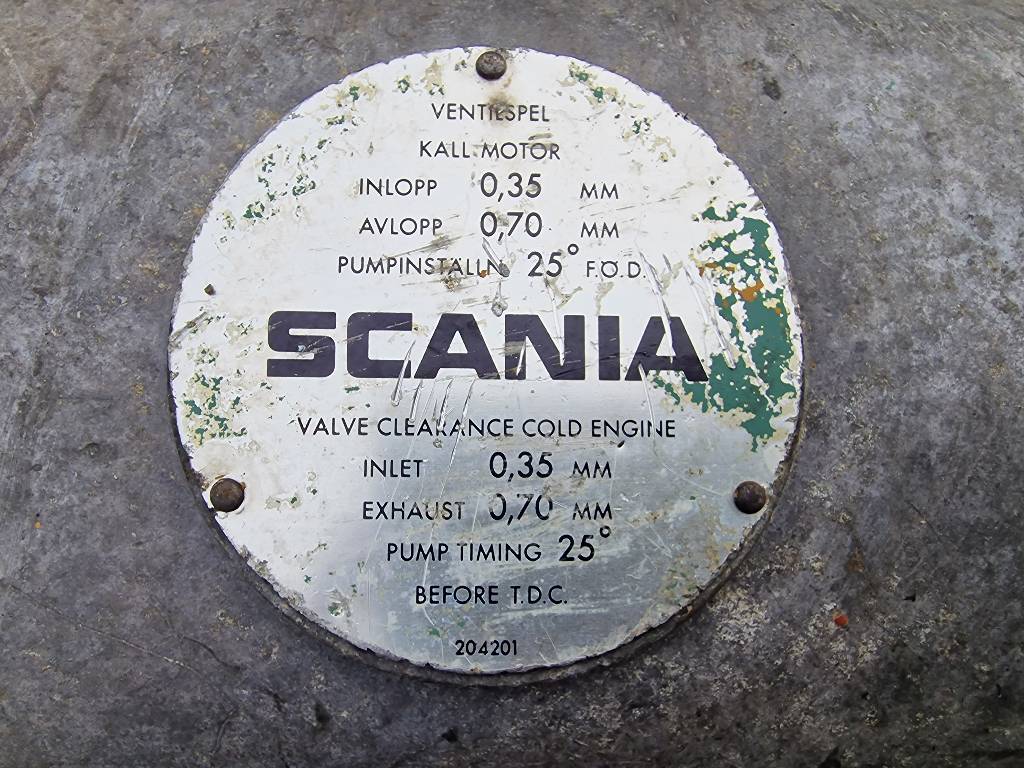 VENTILSPEL
KALL MOTOR
INLOPP 0,35 MM
AVLOPP 0,70 MM
PUMPINSTÄLLN. 25° F.Ö.D.
SCANIA
VALVE CLEARANCE COLD ENGINE
INLET 0,35 MM
EXHAUST 0,70 MM
PUMP TIMING 25°
BEFORE T.D.C.
204201